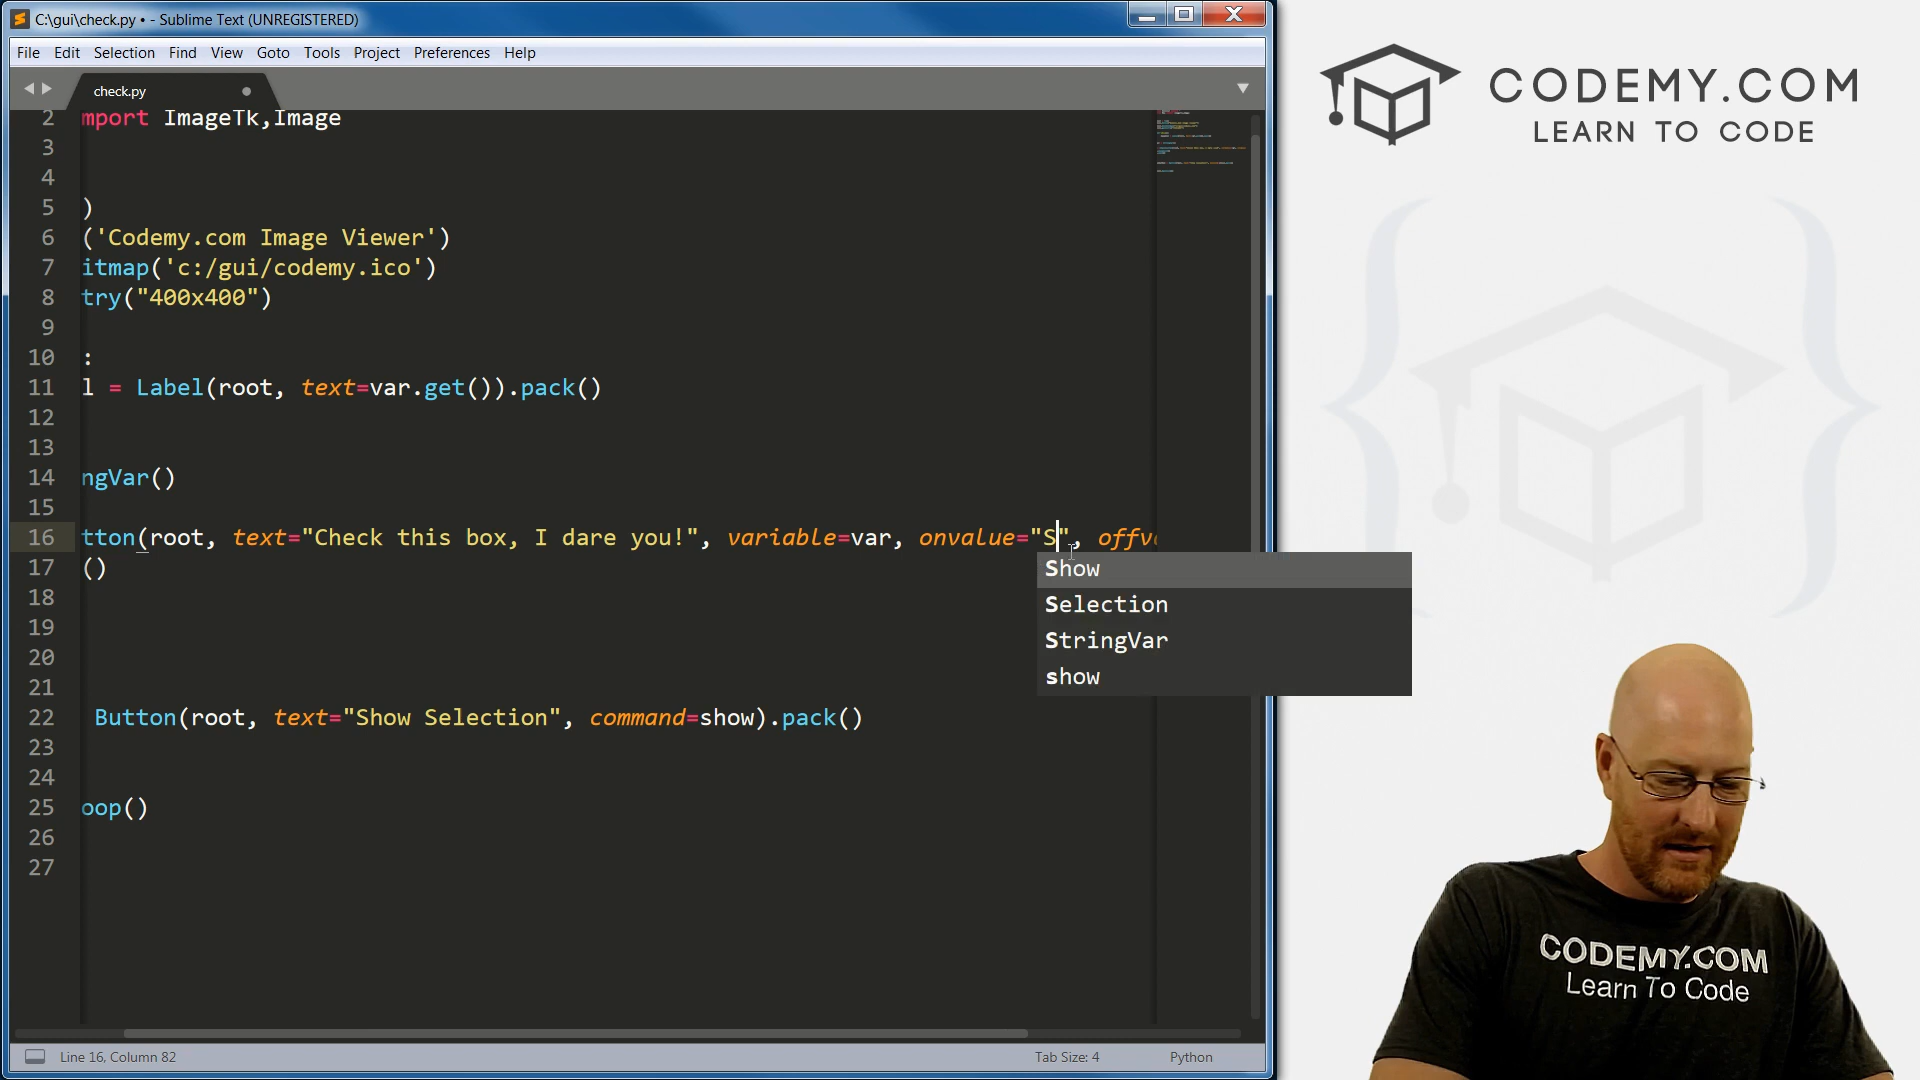 C:\gui\check.py • - Sublime Text (UNREGISTERED)
File Edit Selection Find View Goto Tools Project Preferences Help
check.py
2 mport ImageTk,Image
3
4
5 )
6 ('Codemy.com Image Viewer')
7 itmap('c:/gui/codemy.ico')
8 try("400x400")
9
10 :
11 l = Label(root, text=var.get()).pack()
12
13
14 ngVar()
15
16 tton(root, text="Check this box, I dare you!", variable=var, onvalue="S", offv
17 ()
18
19
20
21
22 Button(root, text="Show Selection", command=show).pack()
23
24
25 oop()
26
27
Show
Selection
StringVar
show
Line 16, Column 82
Tab Size: 4
Python
CODEMY.COM
LEARN TO CODE
CODEMY.COM
Learn To Code